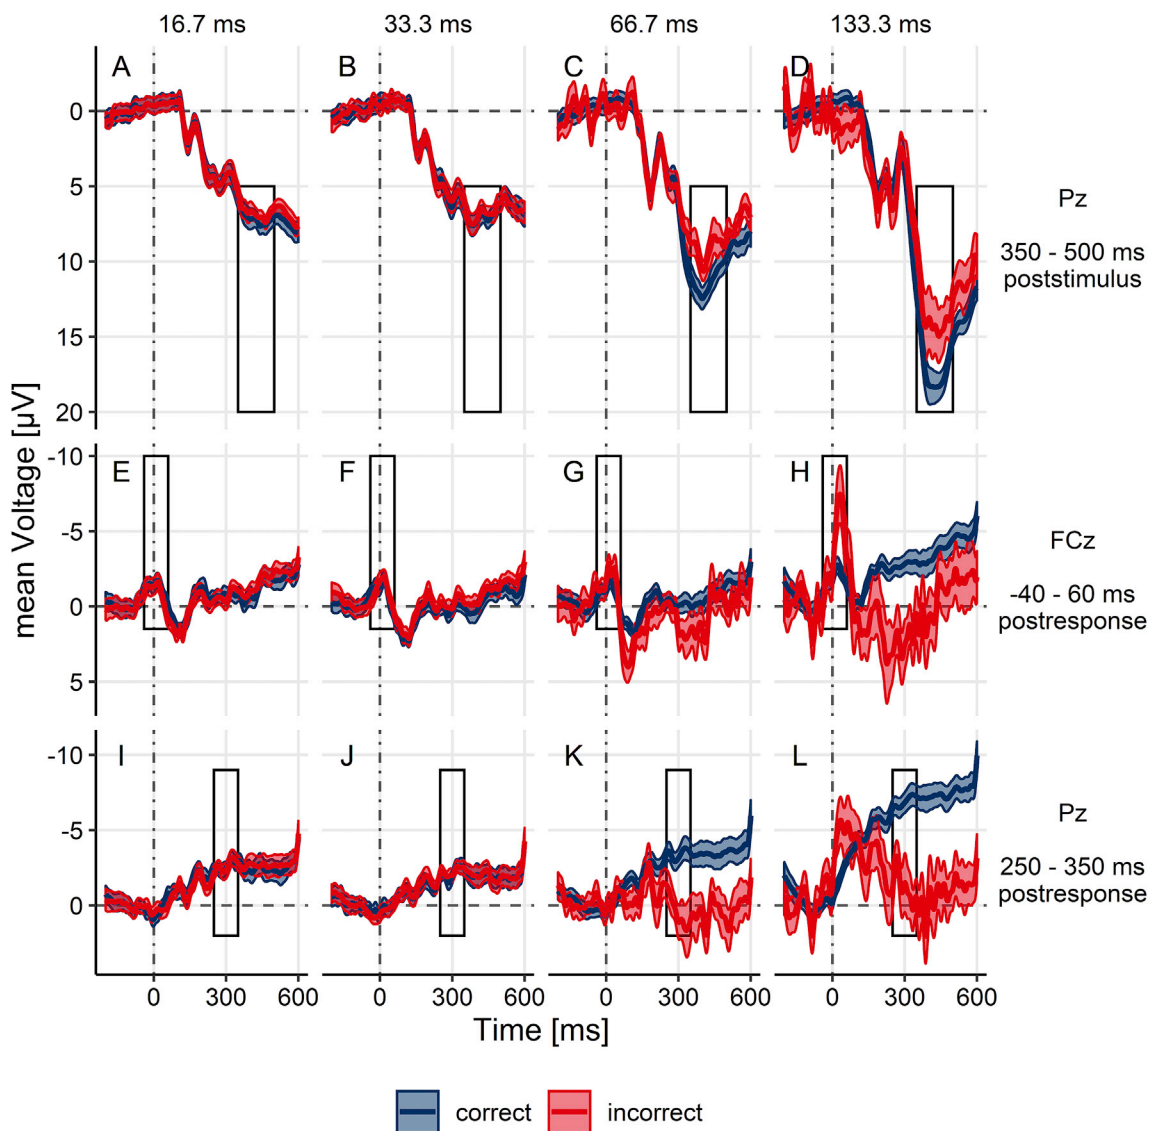 16.7 ms 33.3 ms 66.7 ms 133.3 ms
A B C D
0
5
10
15
20
Pz
350 - 500 ms
poststimulus
mean Voltage [µV]
E F G H
-10
-5
0
5
FCz
-40 - 60 ms
postresponse
I J K L
-10
-5
0
Pz
250 - 350 ms
postresponse
0 300 600 0 300 600 0 300 600 0 300 600
Time [ms]
correct incorrect